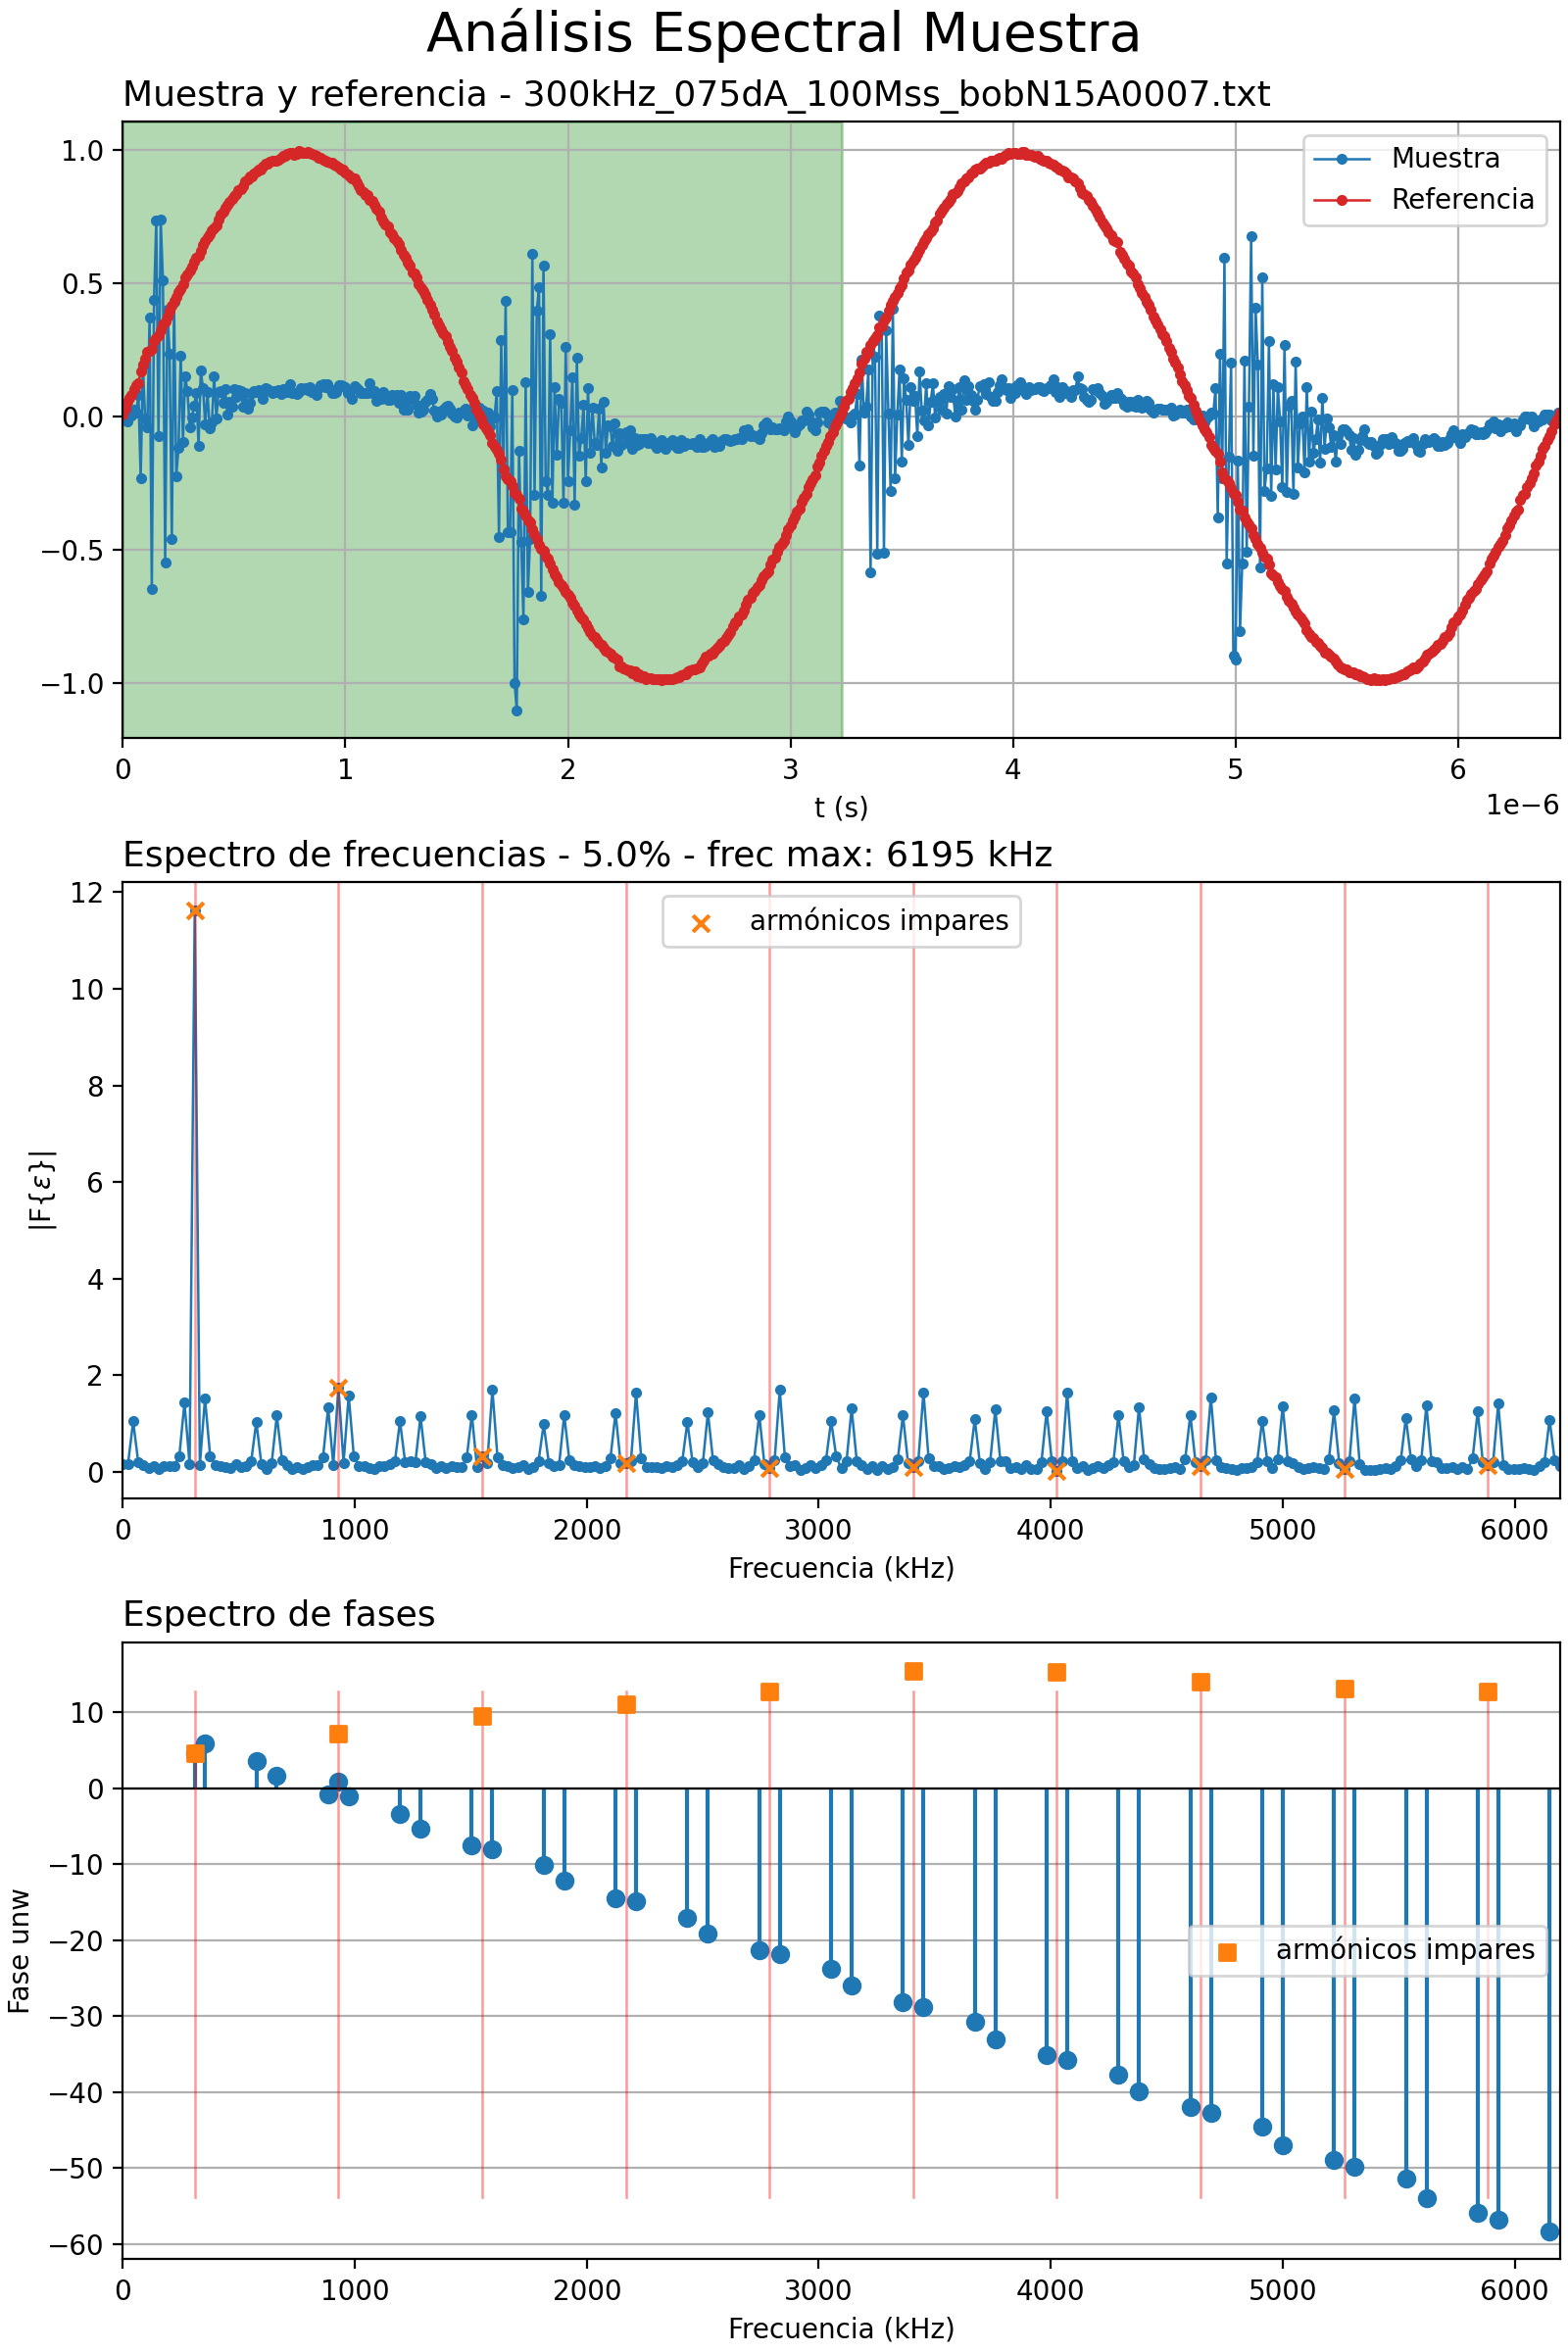 Análisis Espectral Muestra
Muestra y referencia - 300kHz_075dA_100Mss_bobN15A0007.txt
1.0
0.5
0.0
−0.5
−1.0
Muestra
Referencia
0 1 2 3 4 5 6
t (s)
1e−6
Espectro de frecuencias - 5.0% - frec max: 6195 kHz
12
10
8
6
4
2
0
|F{ε}|
armónicos impares
0 1000 2000 3000 4000 5000 6000
Frecuencia (kHz)
Espectro de fases
10
0
−10
−20
−30
−40
−50
−60
Fase unw
armónicos impares
0 1000 2000 3000 4000 5000 6000
Frecuencia (kHz)